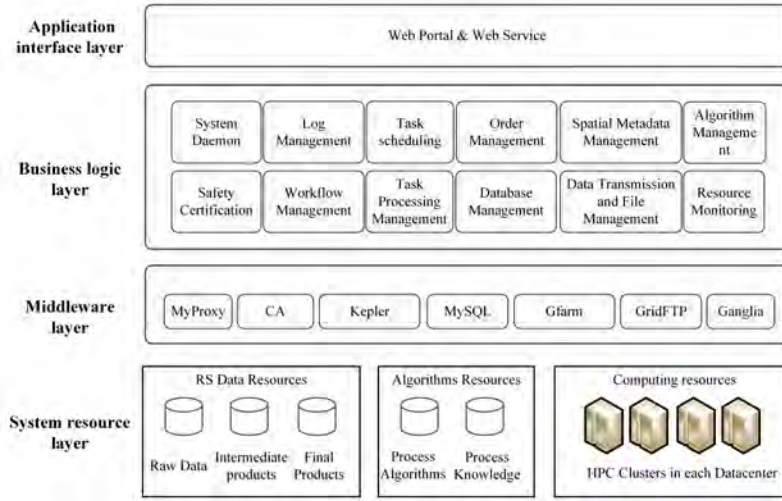 Application
interface layer
Web Portal & Web Service
Business logic
layer
System
Daemon
Log
Management
Task
scheduling
Order
Management
Spatial Metadata
Management
Algorithm
Manageme
nt
Safety
Certification
Workflow
Management
Task
Processing
Management
Database
Management
Data Transmission
and File
Management
Resource
Monitoring
Middleware
layer
MyProxy
CA
Kepler
MySQL
Gfarm
GridFTP
Ganglia
System resource
layer
RS Data Resources
Raw Data
Intermediate
products
Final
Products
Algorithms Resources
Process
Algorithms
Process
Knowledge
Computing resources
HPC Clusters in each Datacenter